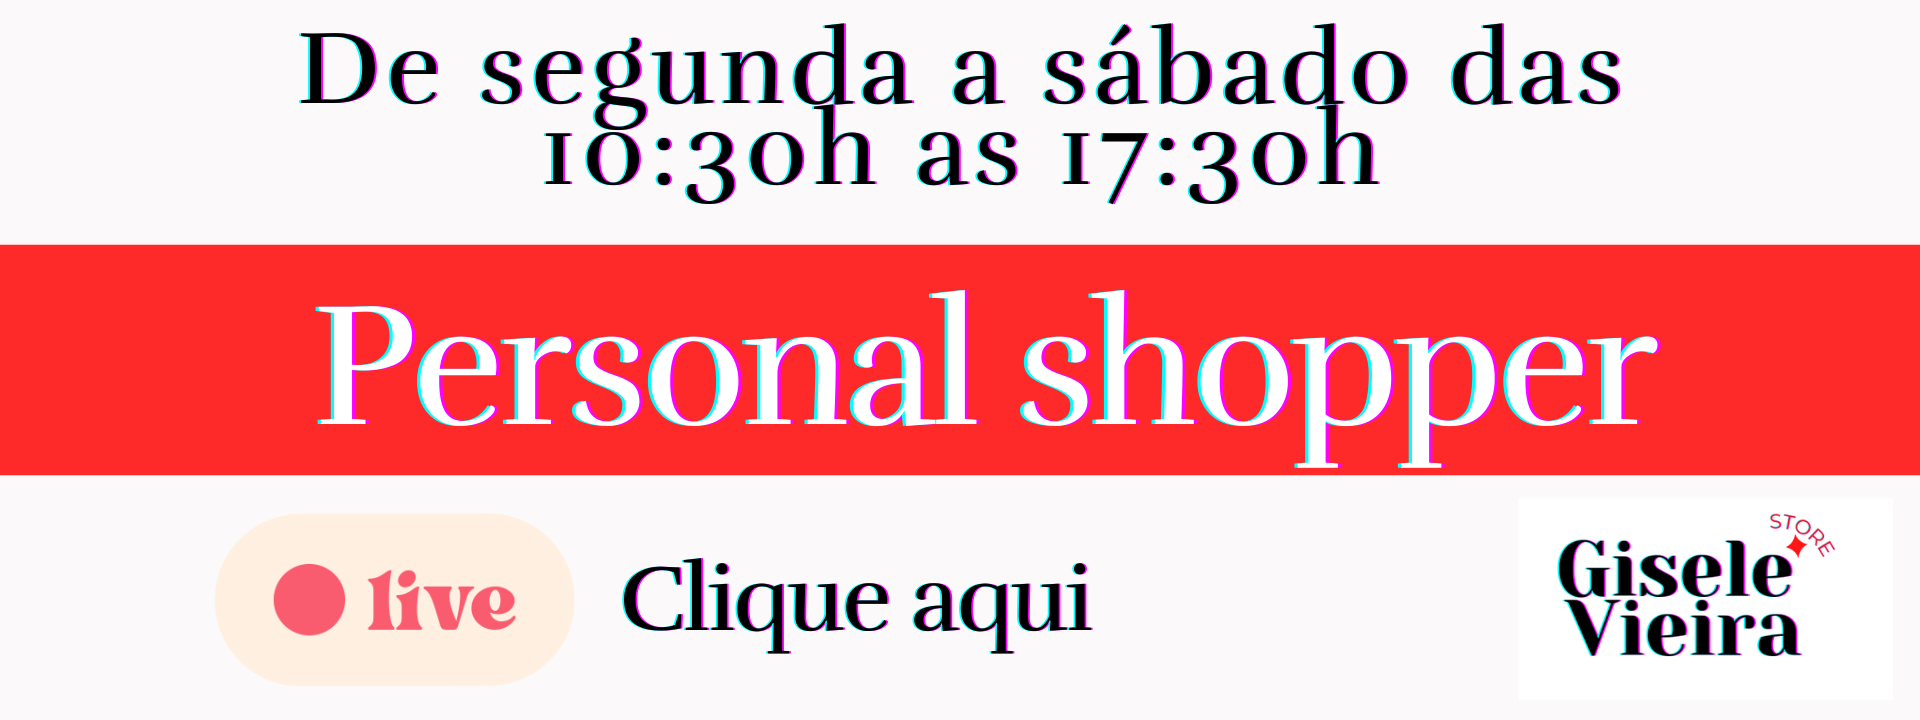 De segunda a sábado das
10:30h as 17:30h
Personal shopper
live
Clique aqui
STORE
Gisele
Vieira